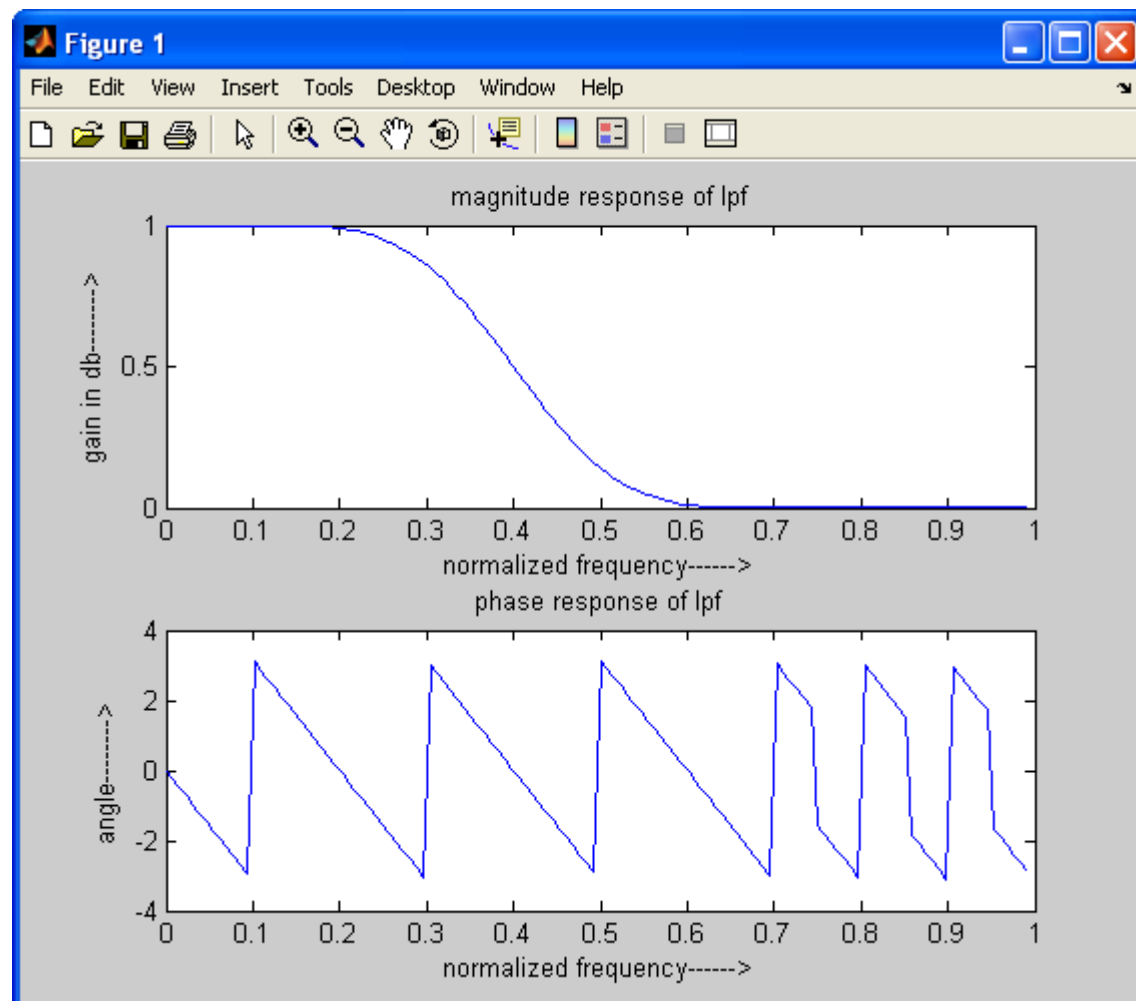 Figure 1
File Edit View Insert Tools Desktop Window Help
magnitude response of lpf
gain in db-------->
1
0.5
0
0 0.1 0.2 0.3 0.4 0.5 0.6 0.7 0.8 0.9 1
normalized frequency------>
phase response of lpf
angle-------->
4
2
0
-2
-4
0 0.1 0.2 0.3 0.4 0.5 0.6 0.7 0.8 0.9 1
normalized frequency------>